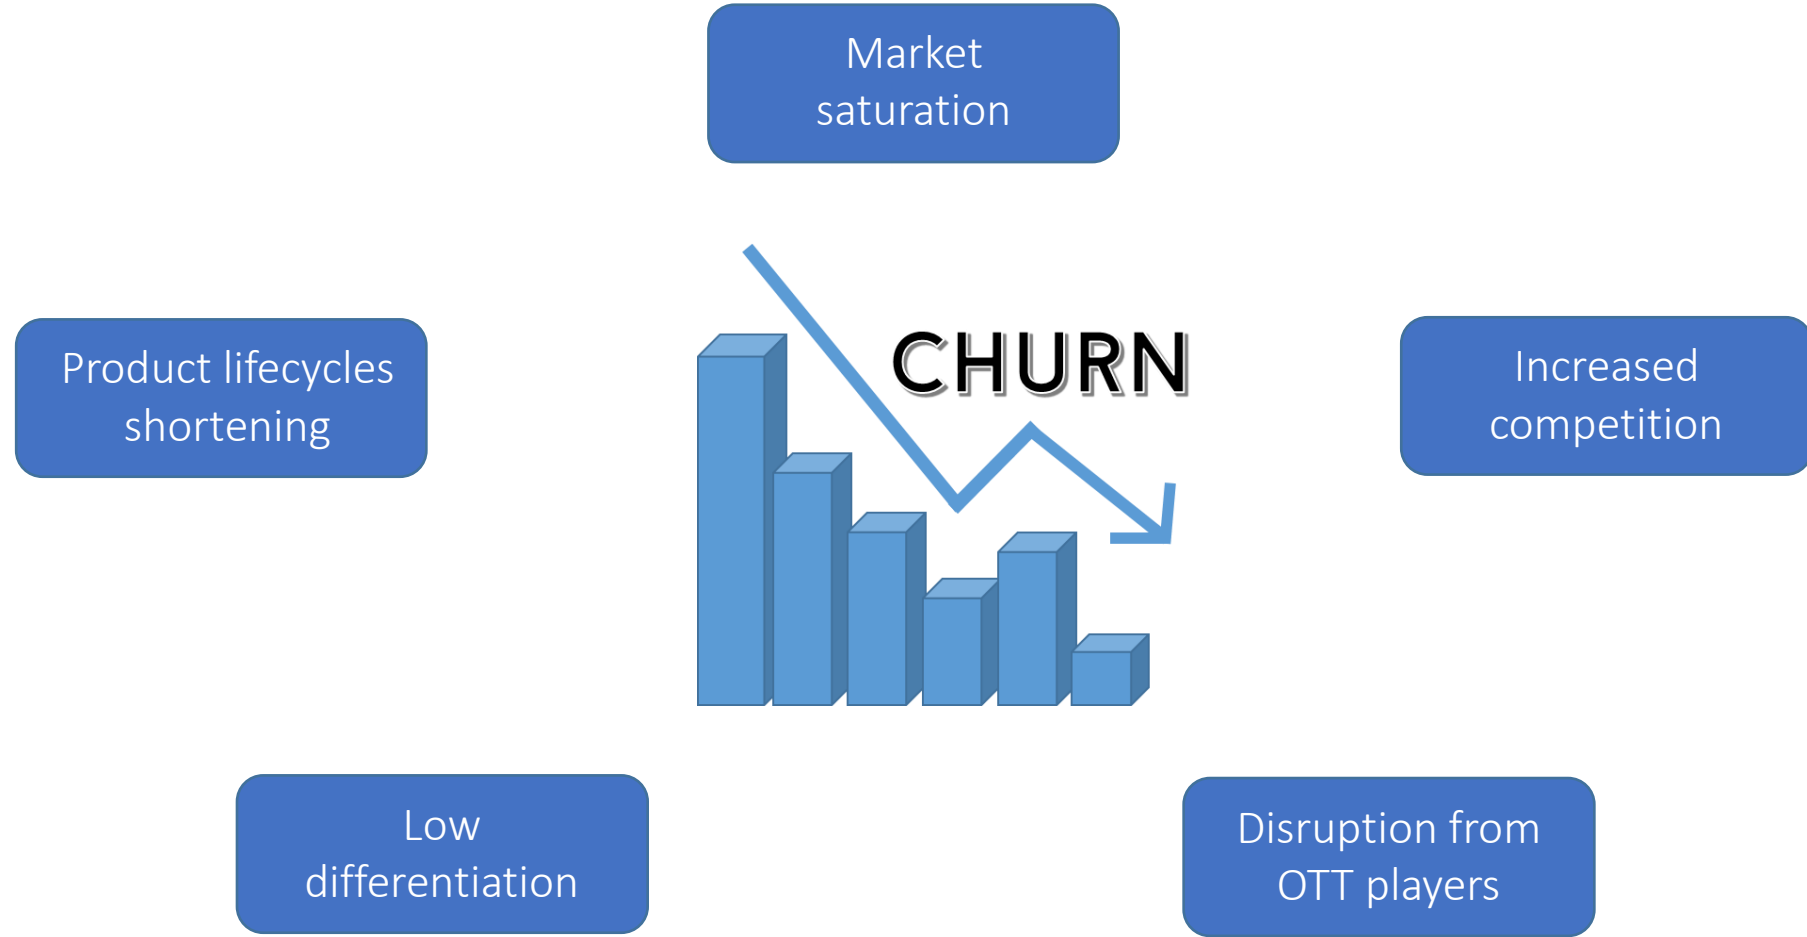 Market
saturation
CHURN
Product lifecycles
shortening
Increased
competition
Low
differentiation
Disruption from
OTT players